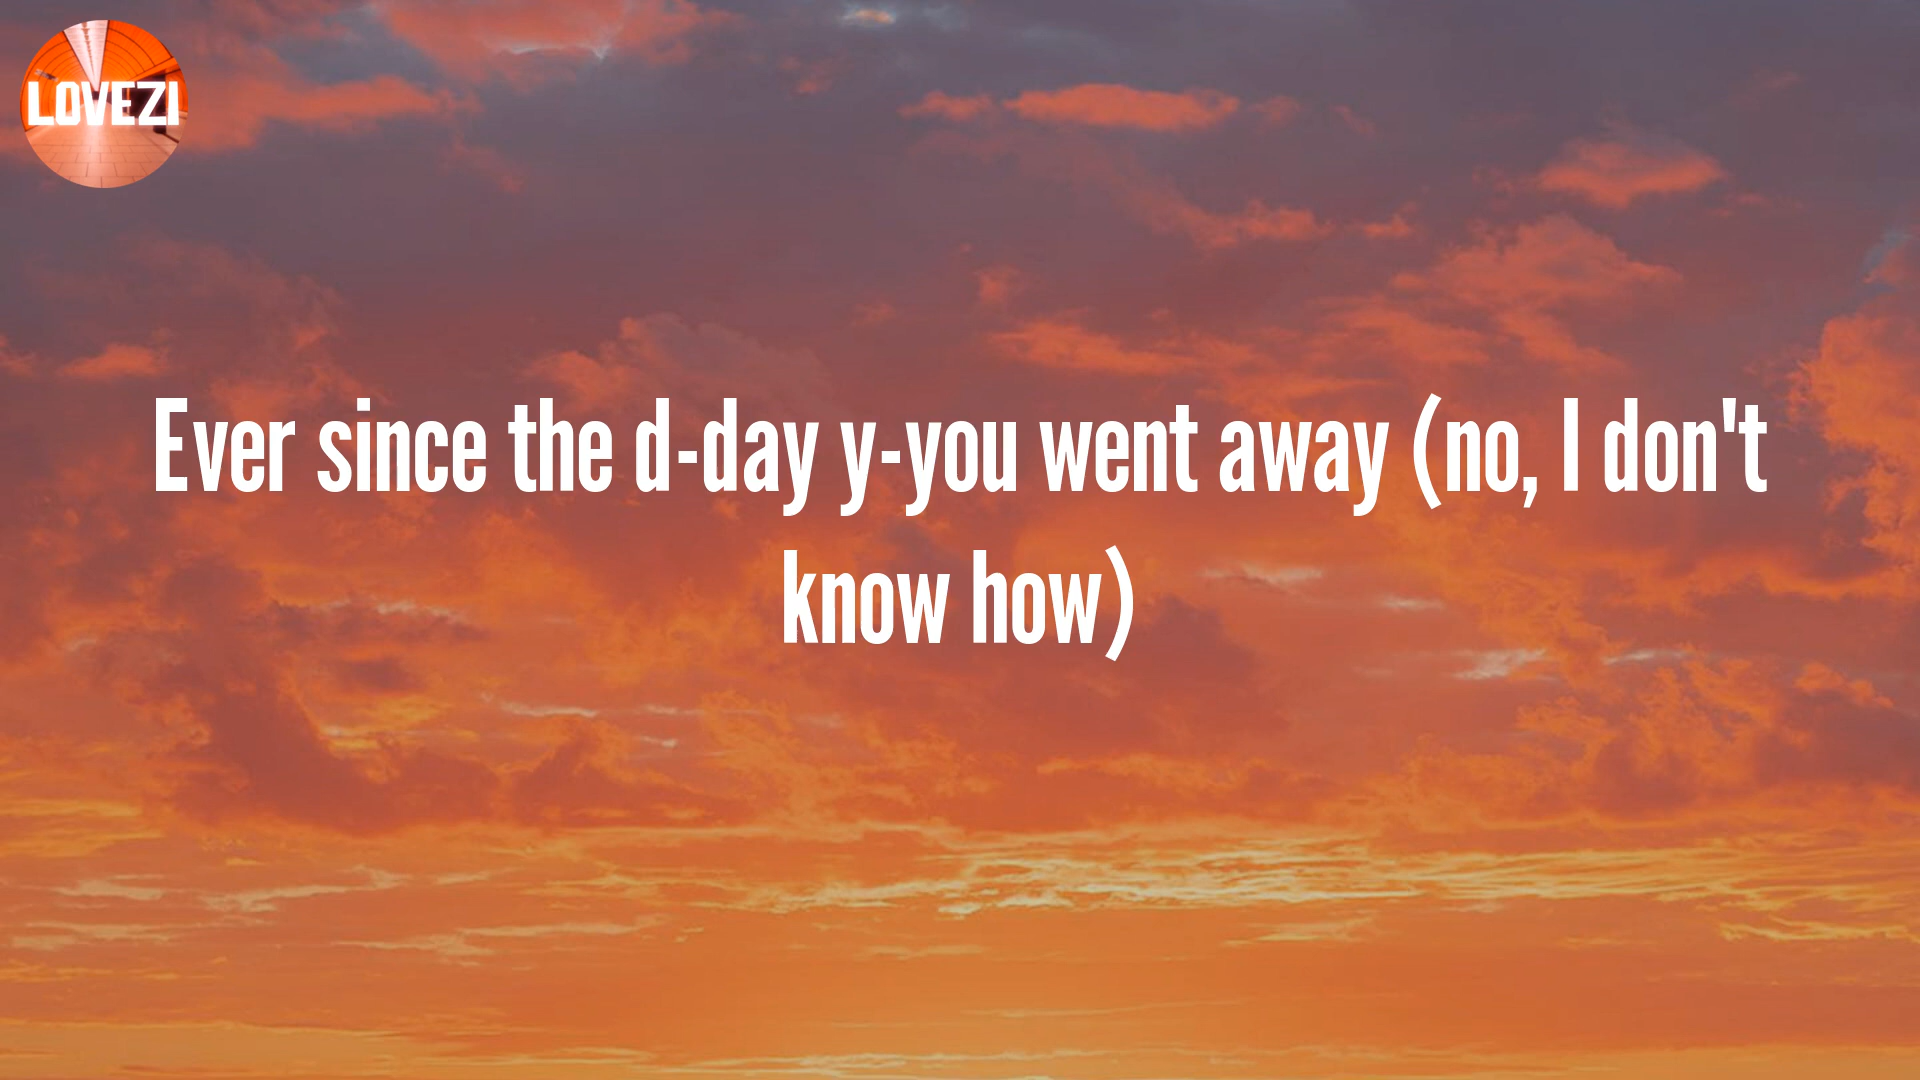 LOVEZI
Ever since the d-day y-you went away (no, I don't
know how)